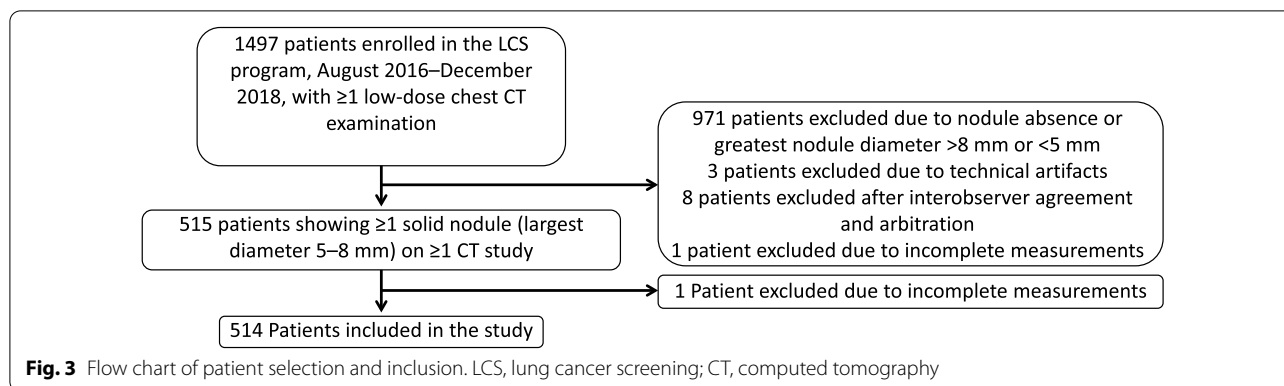 1497 patients enrolled in the LCS
program, August 2016–December
2018, with ≥1 low-dose chest CT
examination
971 patients excluded due to nodule absence or
greatest nodule diameter >8 mm or <5 mm
3 patients excluded due to technical artifacts
8 patients excluded after interobserver agreement
and arbitration
1 patient excluded due to incomplete measurements
515 patients showing ≥1 solid nodule (largest
diameter 5–8 mm) on ≥1 CT study
1 Patient excluded due to incomplete measurements
514 Patients included in the study
Fig. 3 Flow chart of patient selection and inclusion. LCS, lung cancer screening; CT, computed tomography